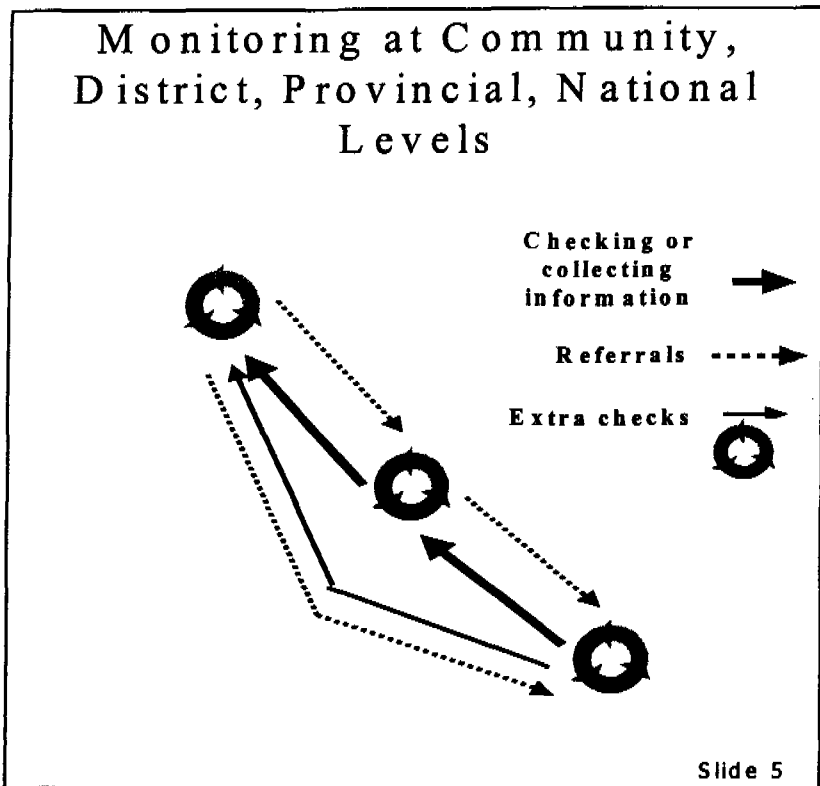 Monitoring at Community,
District, Provincial, National
Levels
Checking or
collecting
information
Referrals
Extra checks
Slide 5